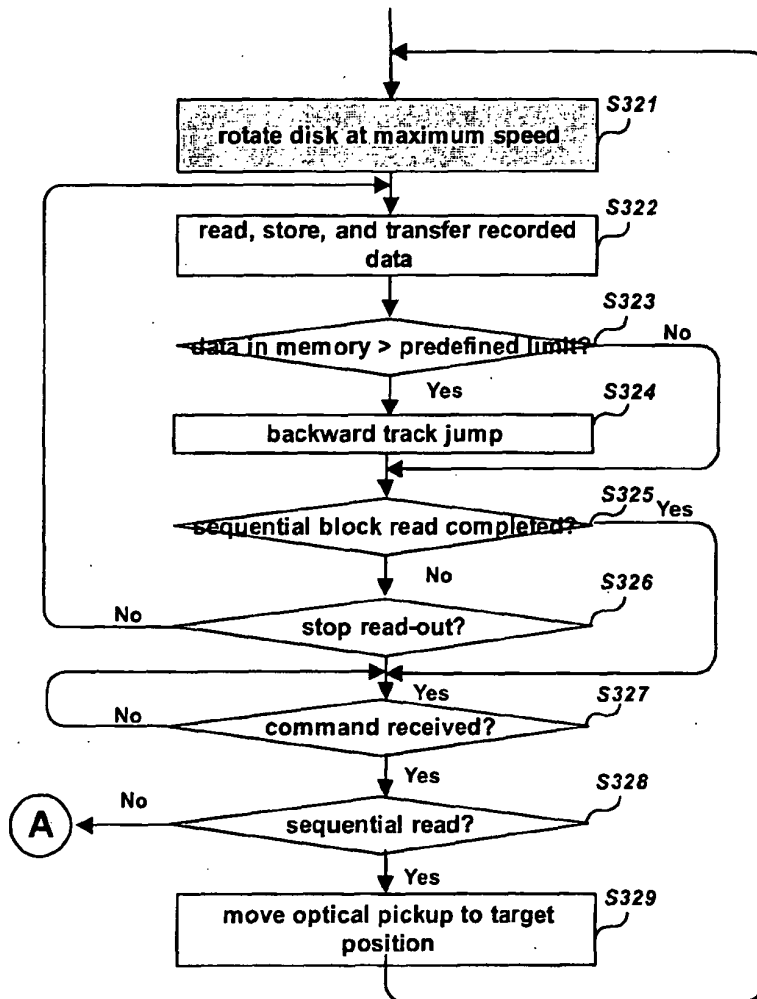 S321
rotate disk at maximum speed
S322
read, store, and transfer recorded
data
S323
data in memory > predefined limit?
No
Yes
S324
backward track jump
S325
sequential block read completed?
Yes
No
S326
No
stop read-out?
Yes
S327
No
command received?
Yes
S328
No
A
sequential read?
Yes
S329
move optical pickup to target
position